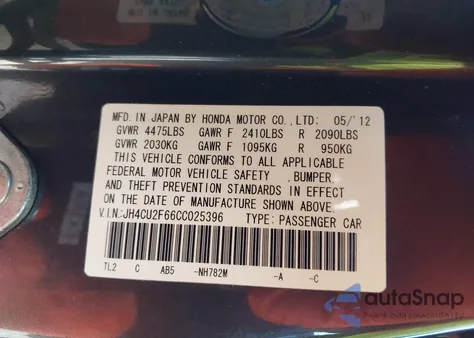 MFD. IN JAPAN BY HONDA MOTOR CO., LTD: 05/'12
GVWR 4475LBS GAWR F 2410LBS R 2090LBS
GVWR 2030KG GAWR F 1095KG R 950KG
THIS VEHICLE CONFORMS TO ALL APPLICABLE
FEDERAL MOTOR VEHICLE SAFETY ,BUMPER,
AND THEFT PREVENTION STANDARDS IN EFFECT
ON THE DATE OF MANUFACTURE SHOWN ABOVE.
V.I.N:JH4CU2F66CC025396 TYPE: PASSENGER CAR
TL2 C AB5 -NH782M -A -C
autoSnap